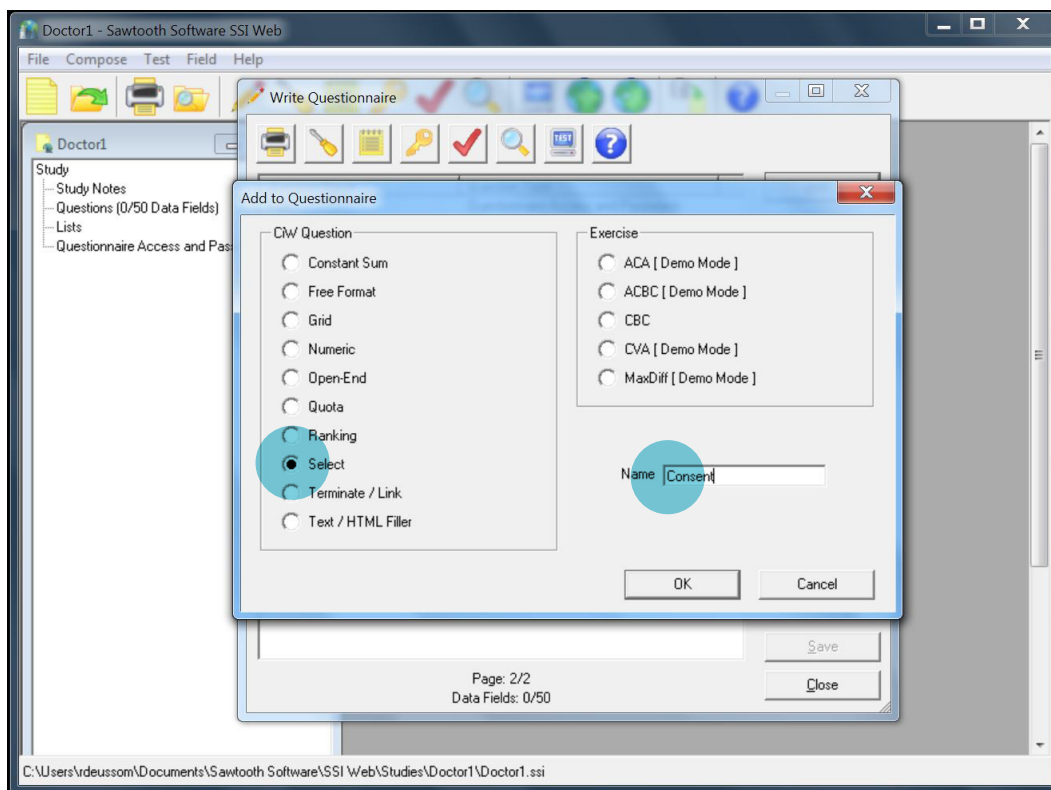 Doctor1 - Sawtooth Software SSI Web
File Compose Test Field Help
Write Questionnaire
TEST
Doctor1
Study
Study Notes
Questions (0/50 Data Fields)
Lists
Questionnaire Access and Pas
Add to Questionnaire
CiW Question
Constant Sum
Free Format
Grid
Numeric
Open-End
Quota
Ranking
Select
Terminate / Link
Text / HTML Filler
Exercise
ACA [ Demo Mode ]
ACBC [ Demo Mode ]
CBC
CVA [ Demo Mode ]
MaxDiff [ Demo Mode ]
Name Consent
OK Cancel
Save
Page: 2/2
Data Fields: 0/50
Close
C:\Users\rdeussom\Documents\Sawtooth Software\SSI Web\Studies\Doctor1\Doctor1.ssi